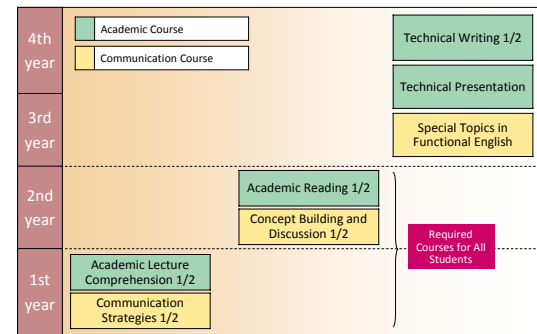 4th
year
Academic Course
Communication Course
Technical Writing 1/2
Technical Presentation
3rd
year
Special Topics in
Functional English
2nd
year
Academic Reading 1/2
Concept Building and
Discussion 1/2
Required
Courses for All
Students
1st
year
Academic Lecture
Comprehension 1/2
Communication
Strategies 1/2